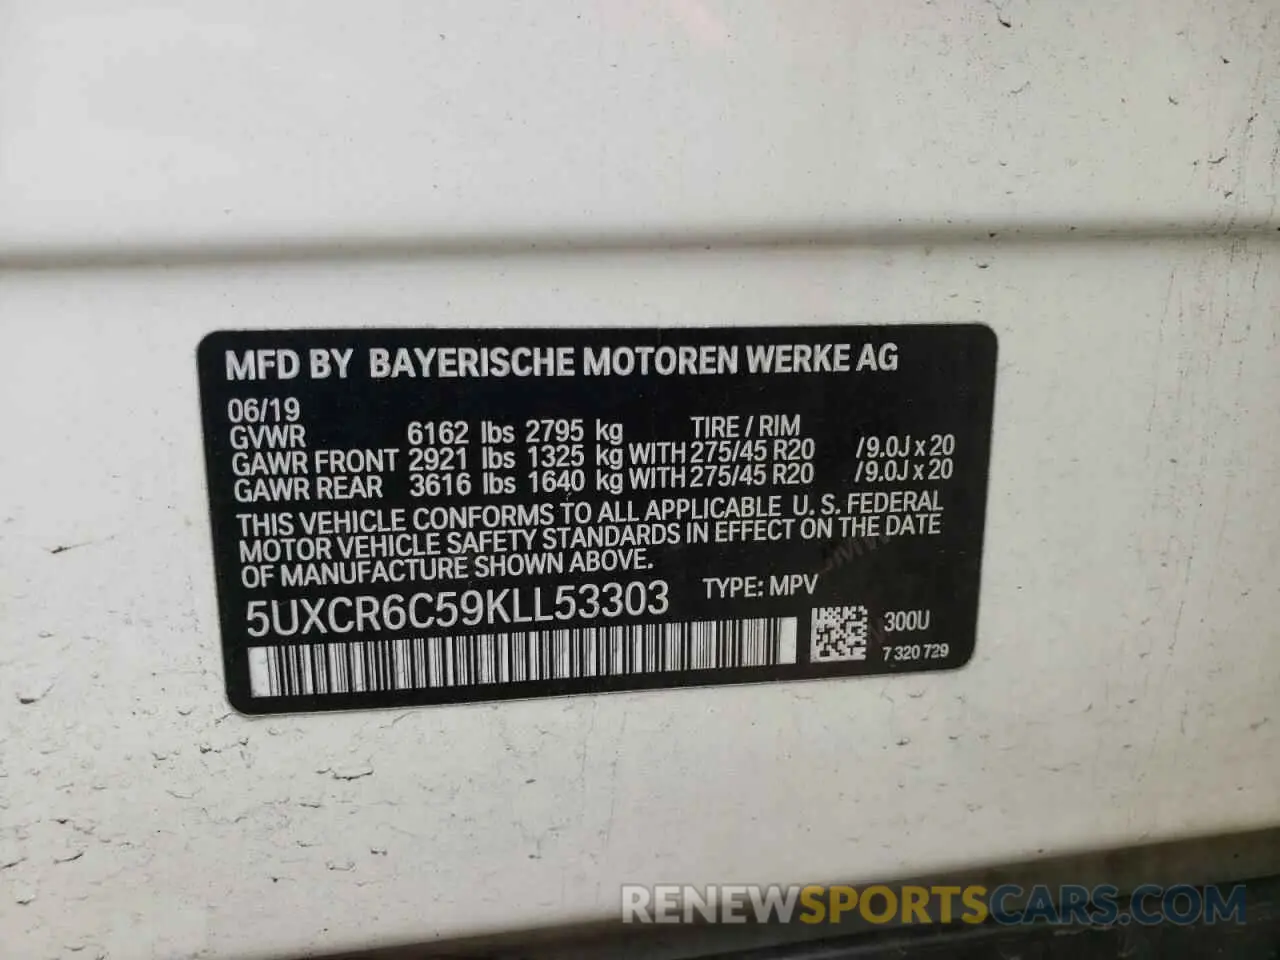 MFD BY BAYERISCHE MOTOREN WERKE AG
06/19
GVWR 6162 lbs 2795 kg TIRE / RIM
GAWR FRONT 2921 lbs 1325 kg WITH 275/45 R20 /9.0J x 20
GAWR REAR 3616 lbs 1640 kg WITH 275/45 R20 /9.0J x 20
THIS VEHICLE CONFORMS TO ALL APPLICABLE U. S. FEDERAL
MOTOR VEHICLE SAFETY STANDARDS IN EFFECT ON THE DATE
OF MANUFACTURE SHOWN ABOVE.
5UXCR6C59KLL53303 TYPE: MPV
300U
7 320 729
RENEWSPORTSCARS.COM